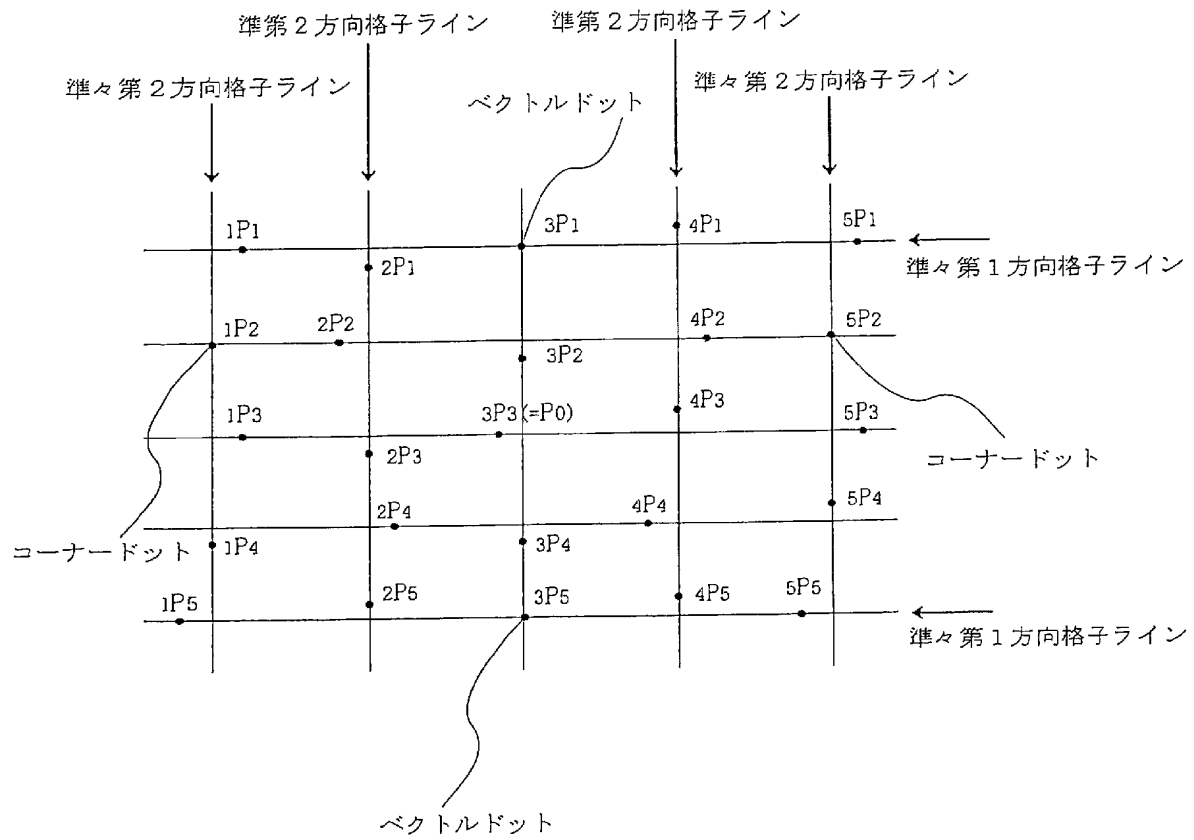 準第２方向格子ライン
準第２方向格子ライン
準々第２方向格子ライン
準々第２方向格子ライン
ベクトルドット
1P1
2P1
3P1
4P1
5P1
準々第１方向格子ライン
1P2
2P2
3P2
4P2
5P2
1P3
2P3
3P3(=P0)
4P3
5P3
コーナードット
2P4
4P4
5P4
コーナードット
1P4
3P4
1P5
2P5
3P5
4P5
5P5
準々第１方向格子ライン
ベクトルドット